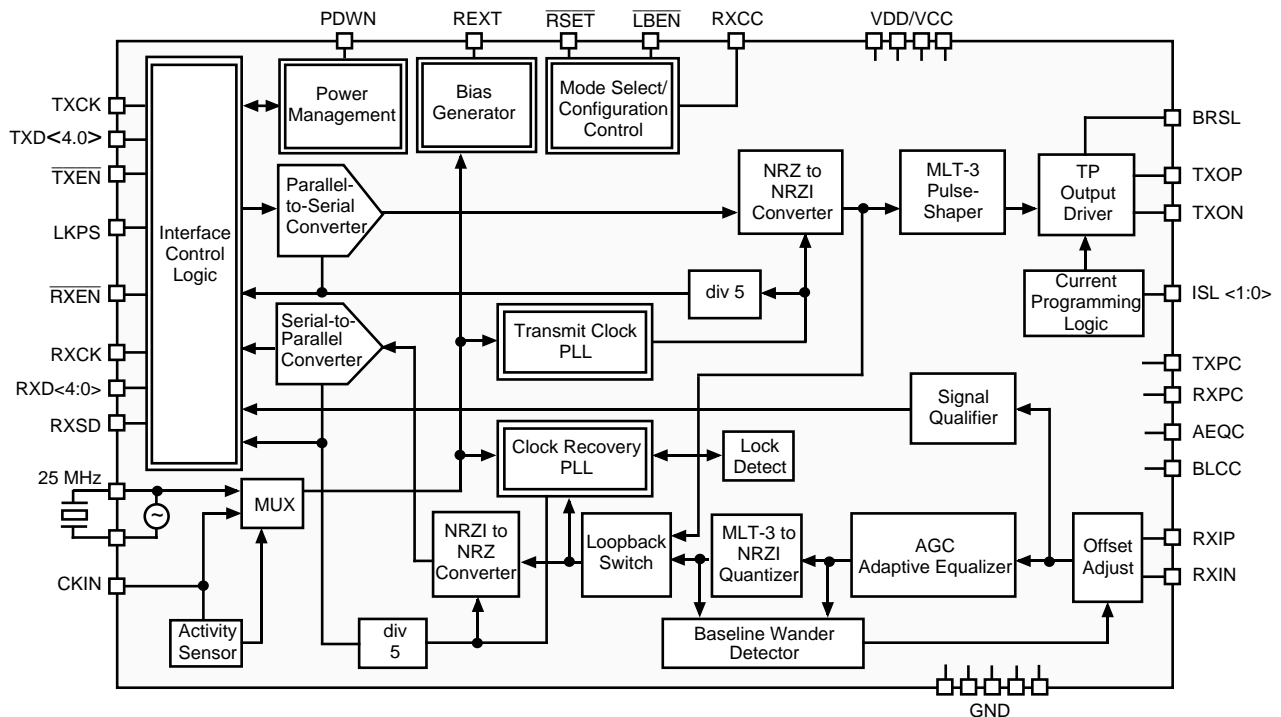 PDWN
REXT
RSET
LBEN
RXCC
VDD/VCC
TXCK
TXD<4.0>
TXEN
LKPS
RXEN
RXCK
RXD<4:0>
RXSD
25 MHz
CKIN
Interface
Control
Logic
Power
Management
Bias
Generator
Mode Select/
Configuration
Control
Parallel-
to-Serial
Converter
NRZ to
NRZI
Converter
MLT-3
Pulse-
Shaper
TP
Output
Driver
BRSL
TXOP
TXON
div 5
Current
Programming
Logic
ISL <1:0>
Serial-to-
Parallel
Converter
Transmit Clock
PLL
TXPC
RXPC
AEQC
BLCC
Signal
Qualifier
Clock Recovery
PLL
Lock
Detect
MUX
~
NRZI to
NRZ
Converter
Loopback
Switch
MLT-3 to
NRZI
Quantizer
AGC
Adaptive Equalizer
Offset
Adjust
RXIP
RXIN
Activity
Sensor
div
5
Baseline Wander
Detector
GND